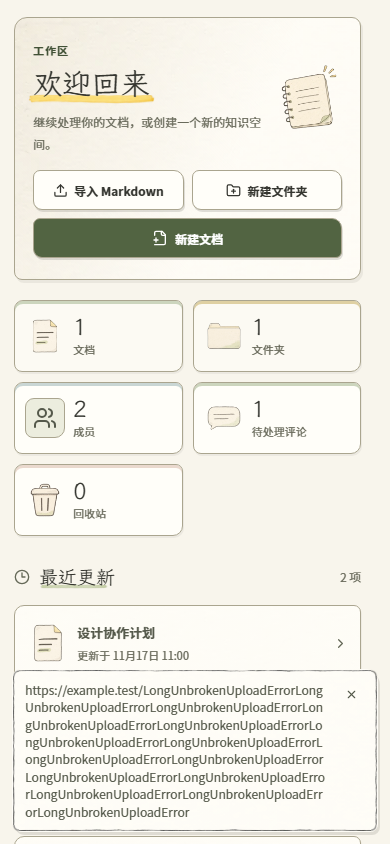 工作区
欢迎回来
继续处理你的文档，或创建一个新的知识空
间。
导入 Markdown
新建文件夹
新建文档
1
文档
1
文件夹
2
成员
1
待处理评论
0
回收站
最近更新
2 项
设计协作计划
更新于 11月17日 11:00
https://example.test/LongUnbrokenUploadErrorLong
UnbrokenUploadErrorLongUnbrokenUploadErrorLon
gUnbrokenUploadErrorLongUnbrokenUploadErrorLo
ngUnbrokenUploadErrorLongUnbrokenUploadErrorL
ongUnbrokenUploadErrorLongUnbrokenUploadError
LongUnbrokenUploadErrorLongUnbrokenUploadErro
rLongUnbrokenUploadErrorLongUnbrokenUploadErr
orLongUnbrokenUploadError